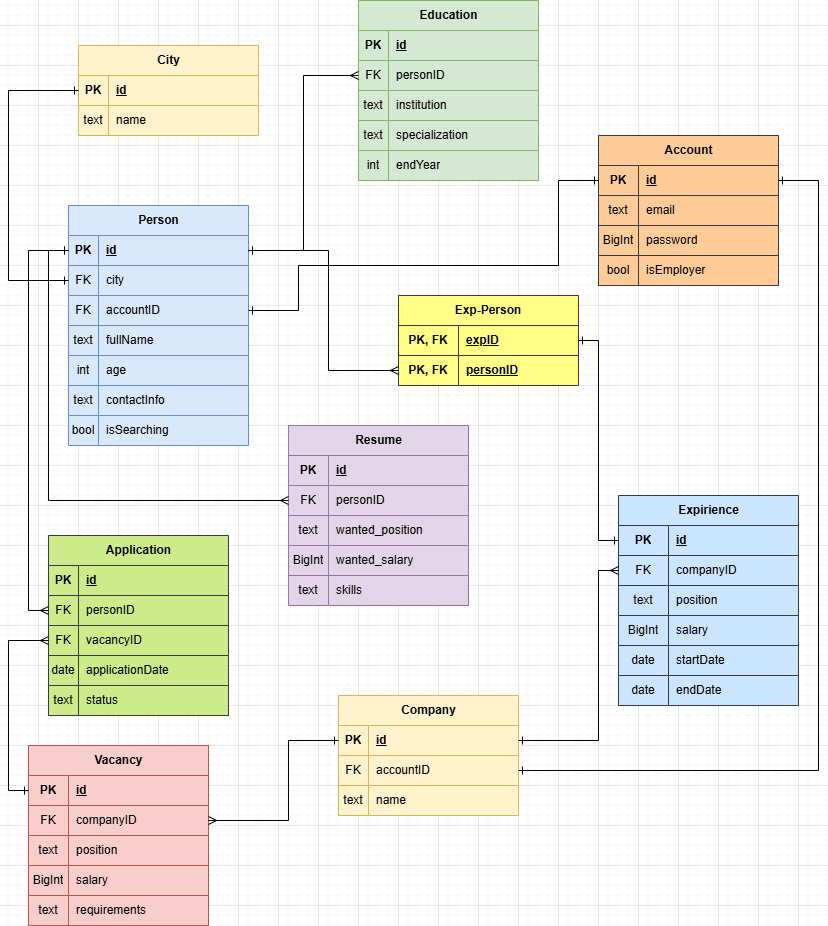 Education
PK id
FK personID
text institution
text specialization
int endYear
City
PK id
text name
Account
PK id
text email
BigInt password
bool isEmployer
Person
PK id
FK city
FK accountID
text fullName
int age
text contactInfo
bool isSearching
Exp-Person
PK, FK expID
PK, FK personID
Resume
PK id
FK personID
text wanted_position
BigInt wanted_salary
text skills
Expirience
PK id
FK companyID
text position
BigInt salary
date startDate
date endDate
Application
PK id
FK personID
FK vacancyID
date applicationDate
text status
Company
PK id
FK accountID
text name
Vacancy
PK id
FK companyID
text position
BigInt salary
text requirements